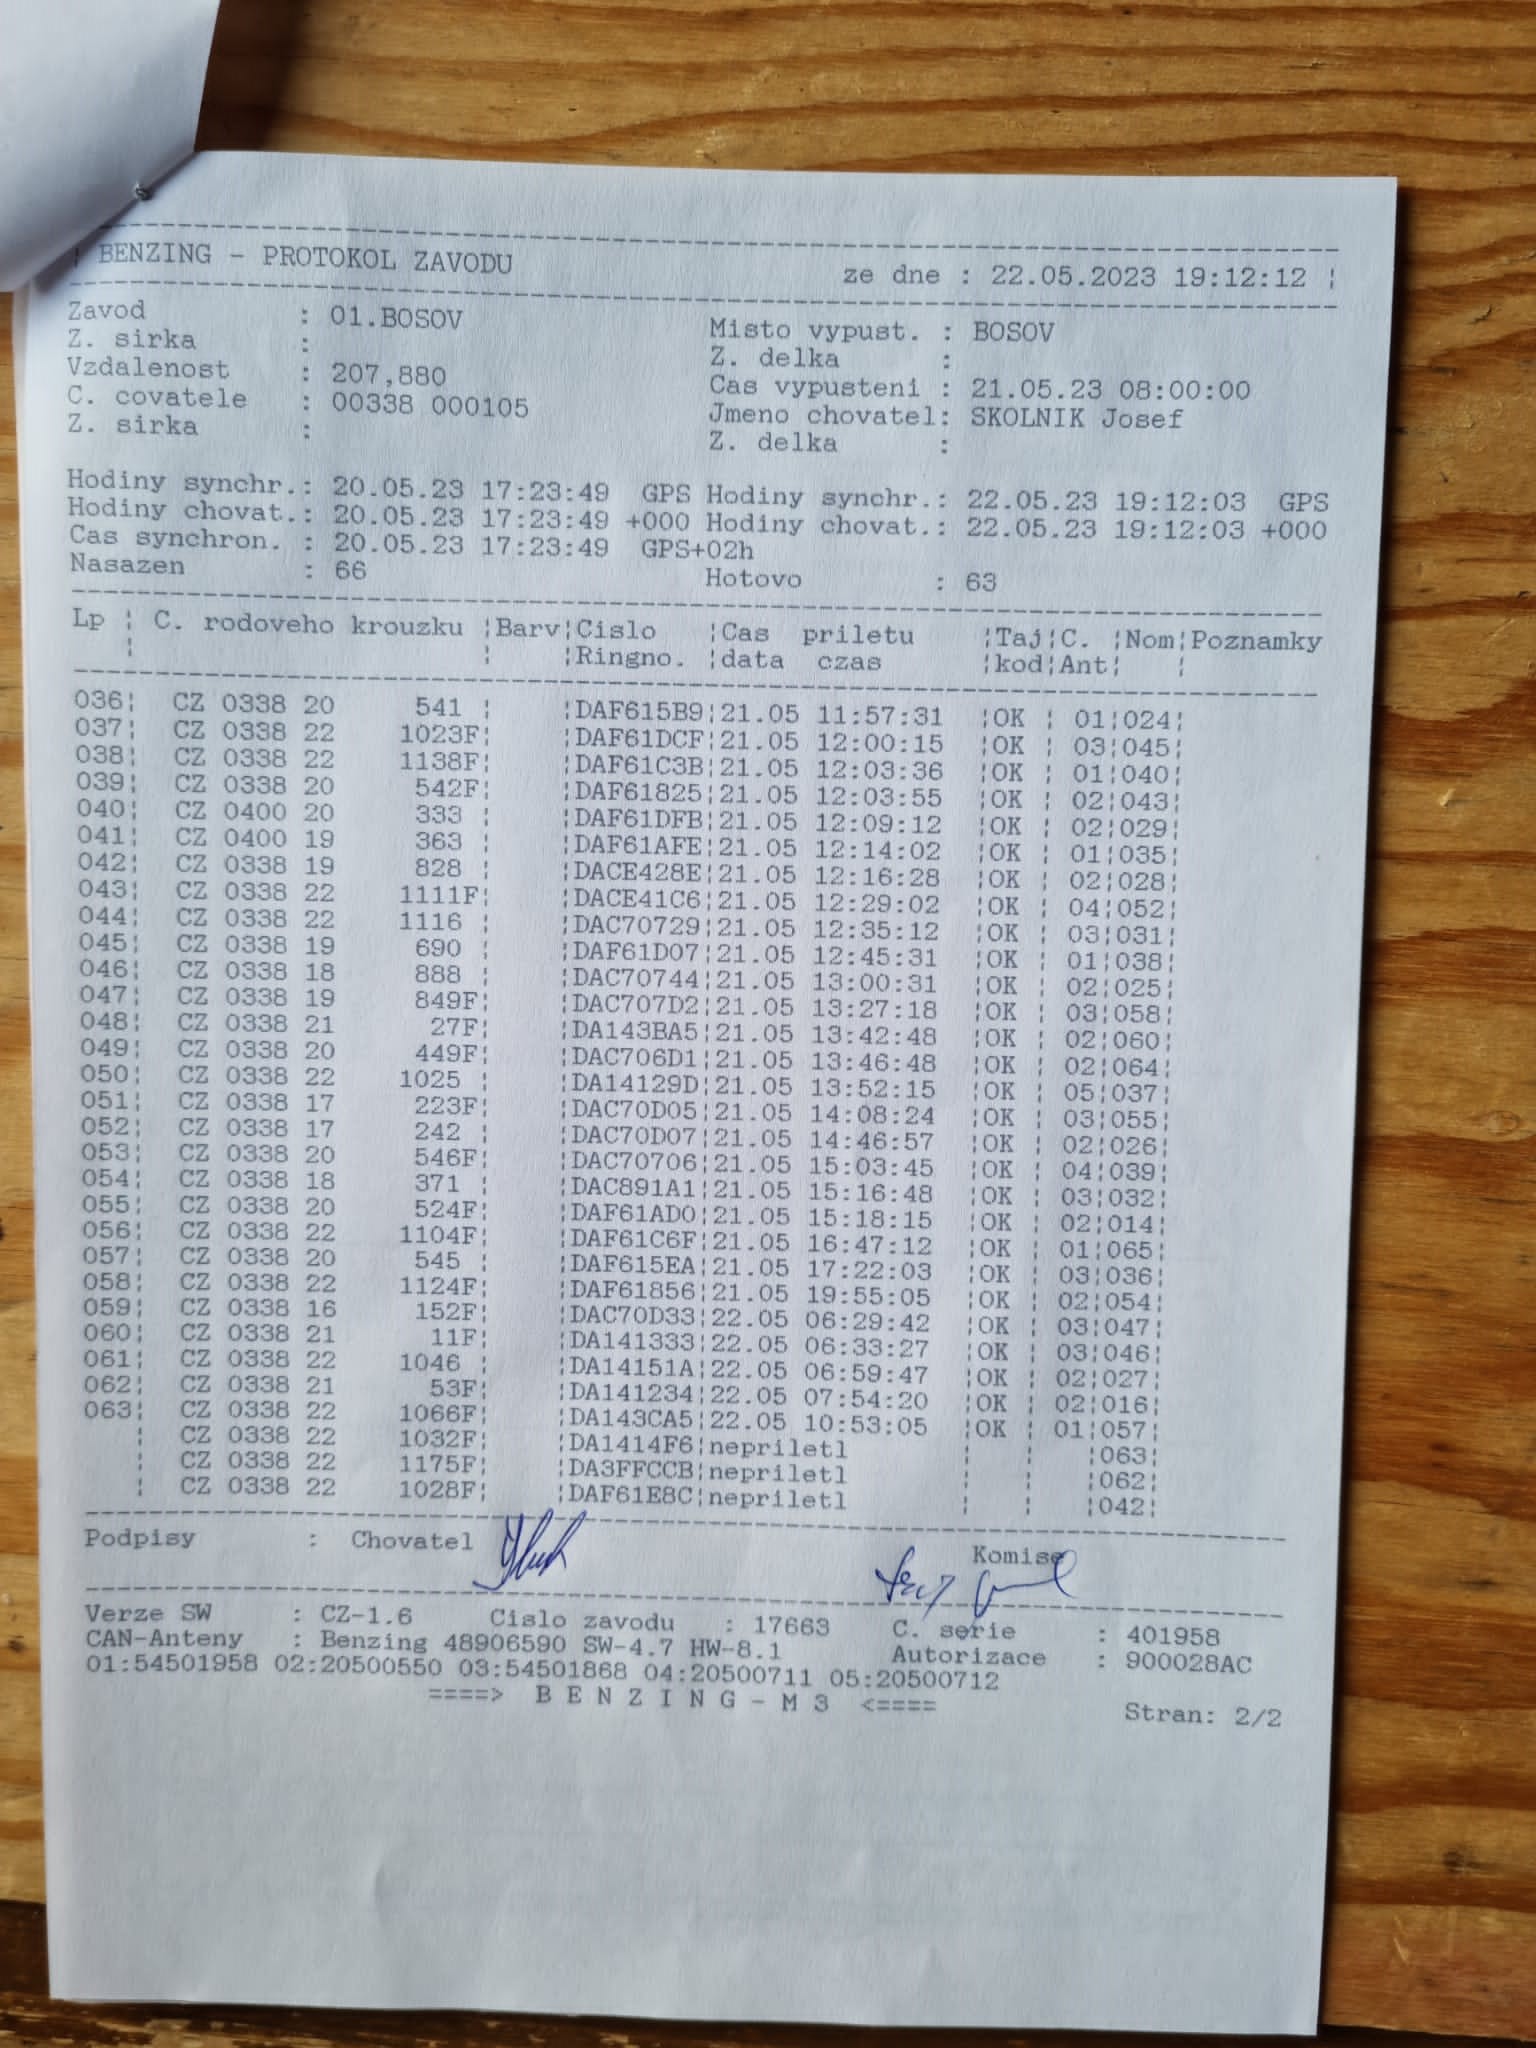 BENZING - PROTOKOL ZAVODU ze dne : 22.05.2023 19:12:12
Zavod : 01.BOSOV Misto vypust. : BOSOV
Z. sirka : Z. delka :
Vzdalenost : 207,880 Cas vypusteni : 21.05.23 08:00:00
C. covatele : 00338 000105 Jmeno chovatel: SKOLNIK Josef
Z. sirka : Z. delka :
Hodiny synchr.: 20.05.23 17:23:49 GPS Hodiny synchr.: 22.05.23 19:12:03 GPS
Hodiny chovat.: 20.05.23 17:23:49 +000 Hodiny chovat.: 22.05.23 19:12:03 +000
Cas synchron. : 20.05.23 17:23:49 GPS+02h
Nasazen : 66 Hotovo : 63
Lp ¦ C. rodoveho krouzku ¦Barv¦Cislo ¦Cas priletu ¦Taj¦C. ¦Nom¦Poznamky
¦ ¦ ¦Ringno. ¦data czas ¦kod¦Ant¦ ¦
036¦ CZ 0338 20 541 ¦ ¦DAF615B9¦21.05 11:57:31 ¦OK ¦ 01¦024¦
037¦ CZ 0338 22 1023F¦ ¦DAF61DCF¦21.05 12:00:15 ¦OK ¦ 03¦045¦
038¦ CZ 0338 22 1138F¦ ¦DAF61C3B¦21.05 12:03:36 ¦OK ¦ 01¦040¦
039¦ CZ 0338 20 542F¦ ¦DAF61825¦21.05 12:03:55 ¦OK ¦ 02¦043¦
040¦ CZ 0400 20 333 ¦ ¦DAF61DFB¦21.05 12:09:12 ¦OK ¦ 02¦029¦
041¦ CZ 0400 19 363 ¦ ¦DAF61AFE¦21.05 12:14:02 ¦OK ¦ 01¦035¦
042¦ CZ 0338 19 828 ¦ ¦DACE428E¦21.05 12:16:28 ¦OK ¦ 02¦028¦
043¦ CZ 0338 22 1111F¦ ¦DACE41C6¦21.05 12:29:02 ¦OK ¦ 04¦052¦
044¦ CZ 0338 22 1116 ¦ ¦DAC70729¦21.05 12:35:12 ¦OK ¦ 03¦031¦
045¦ CZ 0338 19 690 ¦ ¦DAF61D07¦21.05 12:45:31 ¦OK ¦ 01¦038¦
046¦ CZ 0338 18 888 ¦ ¦DAC70744¦21.05 13:00:31 ¦OK ¦ 02¦025¦
047¦ CZ 0338 19 849F¦ ¦DAC707D2¦21.05 13:27:18 ¦OK ¦ 03¦058¦
048¦ CZ 0338 21 27F¦ ¦DA143BA5¦21.05 13:42:48 ¦OK ¦ 02¦060¦
049¦ CZ 0338 20 449F¦ ¦DAC706D1¦21.05 13:46:48 ¦OK ¦ 02¦064¦
050¦ CZ 0338 22 1025 ¦ ¦DA14129D¦21.05 13:52:15 ¦OK ¦ 05¦037¦
051¦ CZ 0338 17 223F¦ ¦DAC70D05¦21.05 14:08:24 ¦OK ¦ 03¦055¦
052¦ CZ 0338 17 242 ¦ ¦DAC70D07¦21.05 14:46:57 ¦OK ¦ 02¦026¦
053¦ CZ 0338 20 546F¦ ¦DAC70706¦21.05 15:03:45 ¦OK ¦ 04¦039¦
054¦ CZ 0338 18 371 ¦ ¦DAC891A1¦21.05 15:16:48 ¦OK ¦ 03¦032¦
055¦ CZ 0338 20 524F¦ ¦DAF61AD0¦21.05 15:18:15 ¦OK ¦ 02¦014¦
056¦ CZ 0338 22 1104F¦ ¦DAF61C6F¦21.05 16:47:12 ¦OK ¦ 01¦065¦
057¦ CZ 0338 20 545 ¦ ¦DAF615EA¦21.05 17:22:03 ¦OK ¦ 03¦036¦
058¦ CZ 0338 22 1124F¦ ¦DAF61856¦21.05 19:55:05 ¦OK ¦ 02¦054¦
059¦ CZ 0338 16 152F¦ ¦DAC70D33¦22.05 06:29:42 ¦OK ¦ 03¦047¦
060¦ CZ 0338 21 11F¦ ¦DA141333¦22.05 06:33:27 ¦OK ¦ 03¦046¦
061¦ CZ 0338 22 1046 ¦ ¦DA14151A¦22.05 06:59:47 ¦OK ¦ 02¦027¦
062¦ CZ 0338 21 53F¦ ¦DA141234¦22.05 07:54:20 ¦OK ¦ 02¦016¦
063¦ CZ 0338 22 1066F¦ ¦DA143CA5¦22.05 10:53:05 ¦OK ¦ 01¦057¦
¦ CZ 0338 22 1032F¦ ¦DA1414F6¦nepriletl ¦ ¦ ¦063¦
¦ CZ 0338 22 1175F¦ ¦DA3FFCCB¦nepriletl ¦ ¦ ¦062¦
¦ CZ 0338 22 1028F¦ ¦DAF61E8C¦nepriletl ¦ ¦ ¦042¦
Podpisy : Chovatel Komise
Verze SW : CZ-1.6 Cislo zavodu : 17663 C. serie : 401958
CAN-Anteny : Benzing 48906590 SW-4.7 HW-8.1 Autorizace : 900028AC
01:54501958 02:20500550 03:54501868 04:20500711 05:20500712
====> B E N Z I N G - M 3 <==== Stran: 2/2